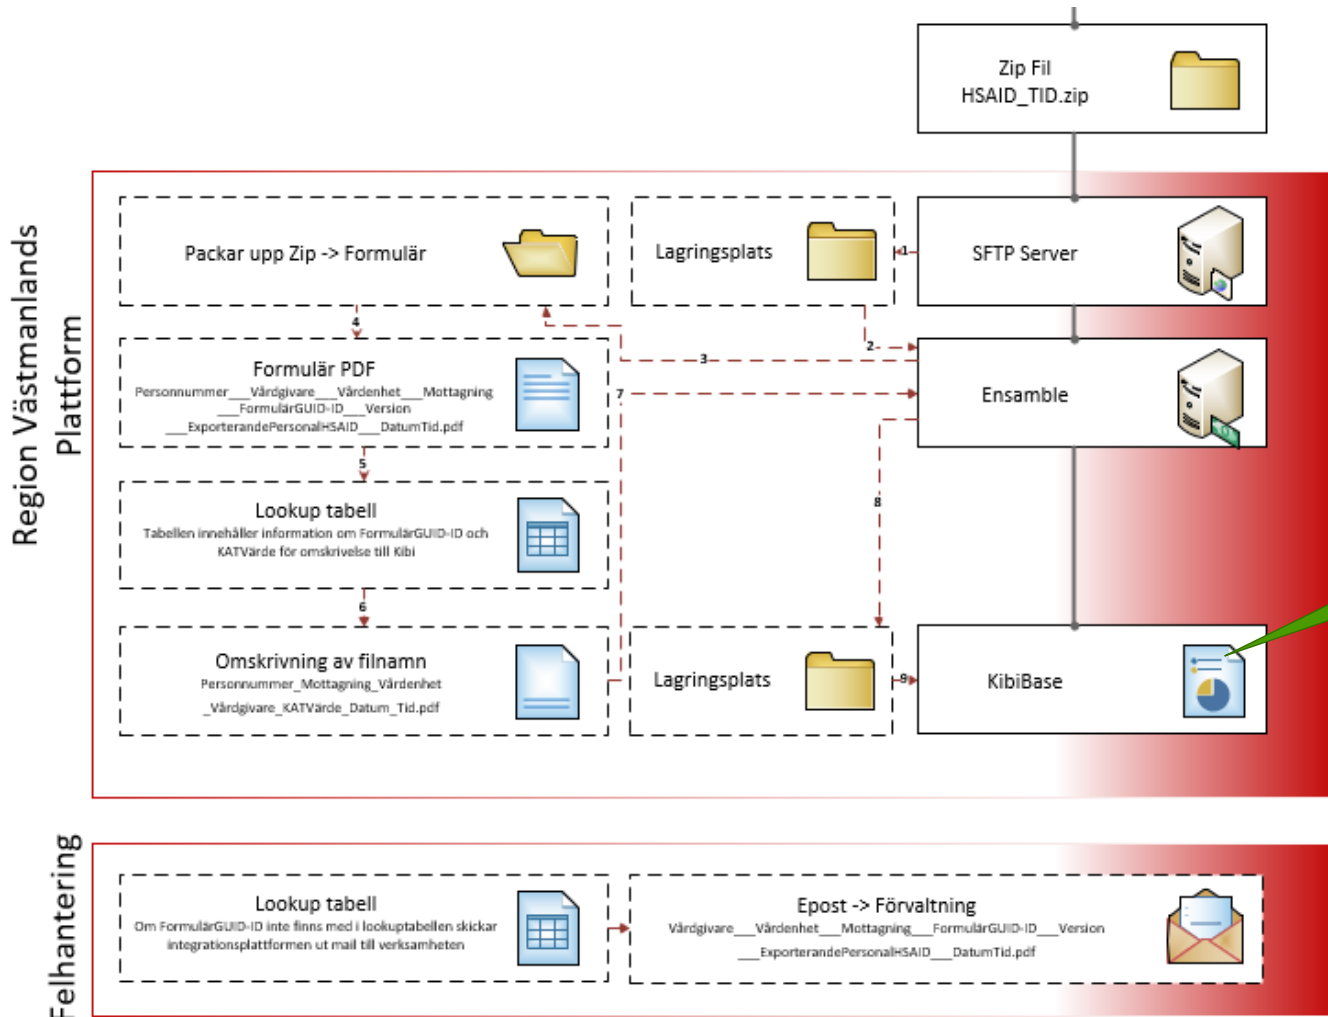 Zip Fil
HSAID_TID.zip
Region Västmanlands
Plattform
Packar upp Zip -> Formulär
Lagringsplats
1
SFTP Server
4
2
3
Formulär PDF
Personnummer___Vårdgivare___Vårdenhet___Mottagning
___FormulärGUID-ID___Version
___ExporterandePersonalHSAID___DatumTid.pdf
7
Ensamble
5
8
Lookup tabell
Tabellen innehåller information om FormulärGUID-ID och
KATVärde för omskrivelse till Kibi
6
Omskrivning av filnamn
Personnummer_Mottagning_Vårdenhet
_Vårdgivare_KATVärde_Datum_Tid.pdf
Lagringsplats
9
KibiBase
Felhantering
Lookup tabell
Om FormulärGUID-ID inte finns med i lookuptabellen skickar
integrationsplattformen ut mail till verksamheten
Epost -> Förvaltning
Vårdgivare___Vårdenhet___Mottagning___FormulärGUID-ID___Version
___ExporterandePersonalHSAID___DatumTid.pdf